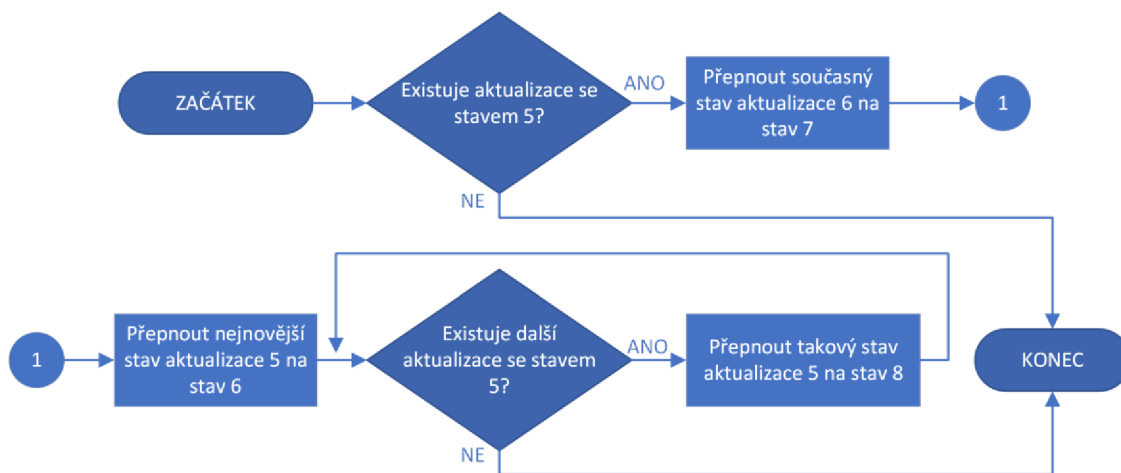 ZAČÁTEK
Existuje aktualizace se
stavem 5?
ANO
Přepnout současný
stav aktualizace 6 na
stav 7
1
NE
1
Přepnout nejnovější
stav aktualizace 5 na
stav 6
Existuje další
aktualizace se stavem
5?
ANO
Přepnout takový stav
aktualizace 5 na stav 8
KONEC
NE